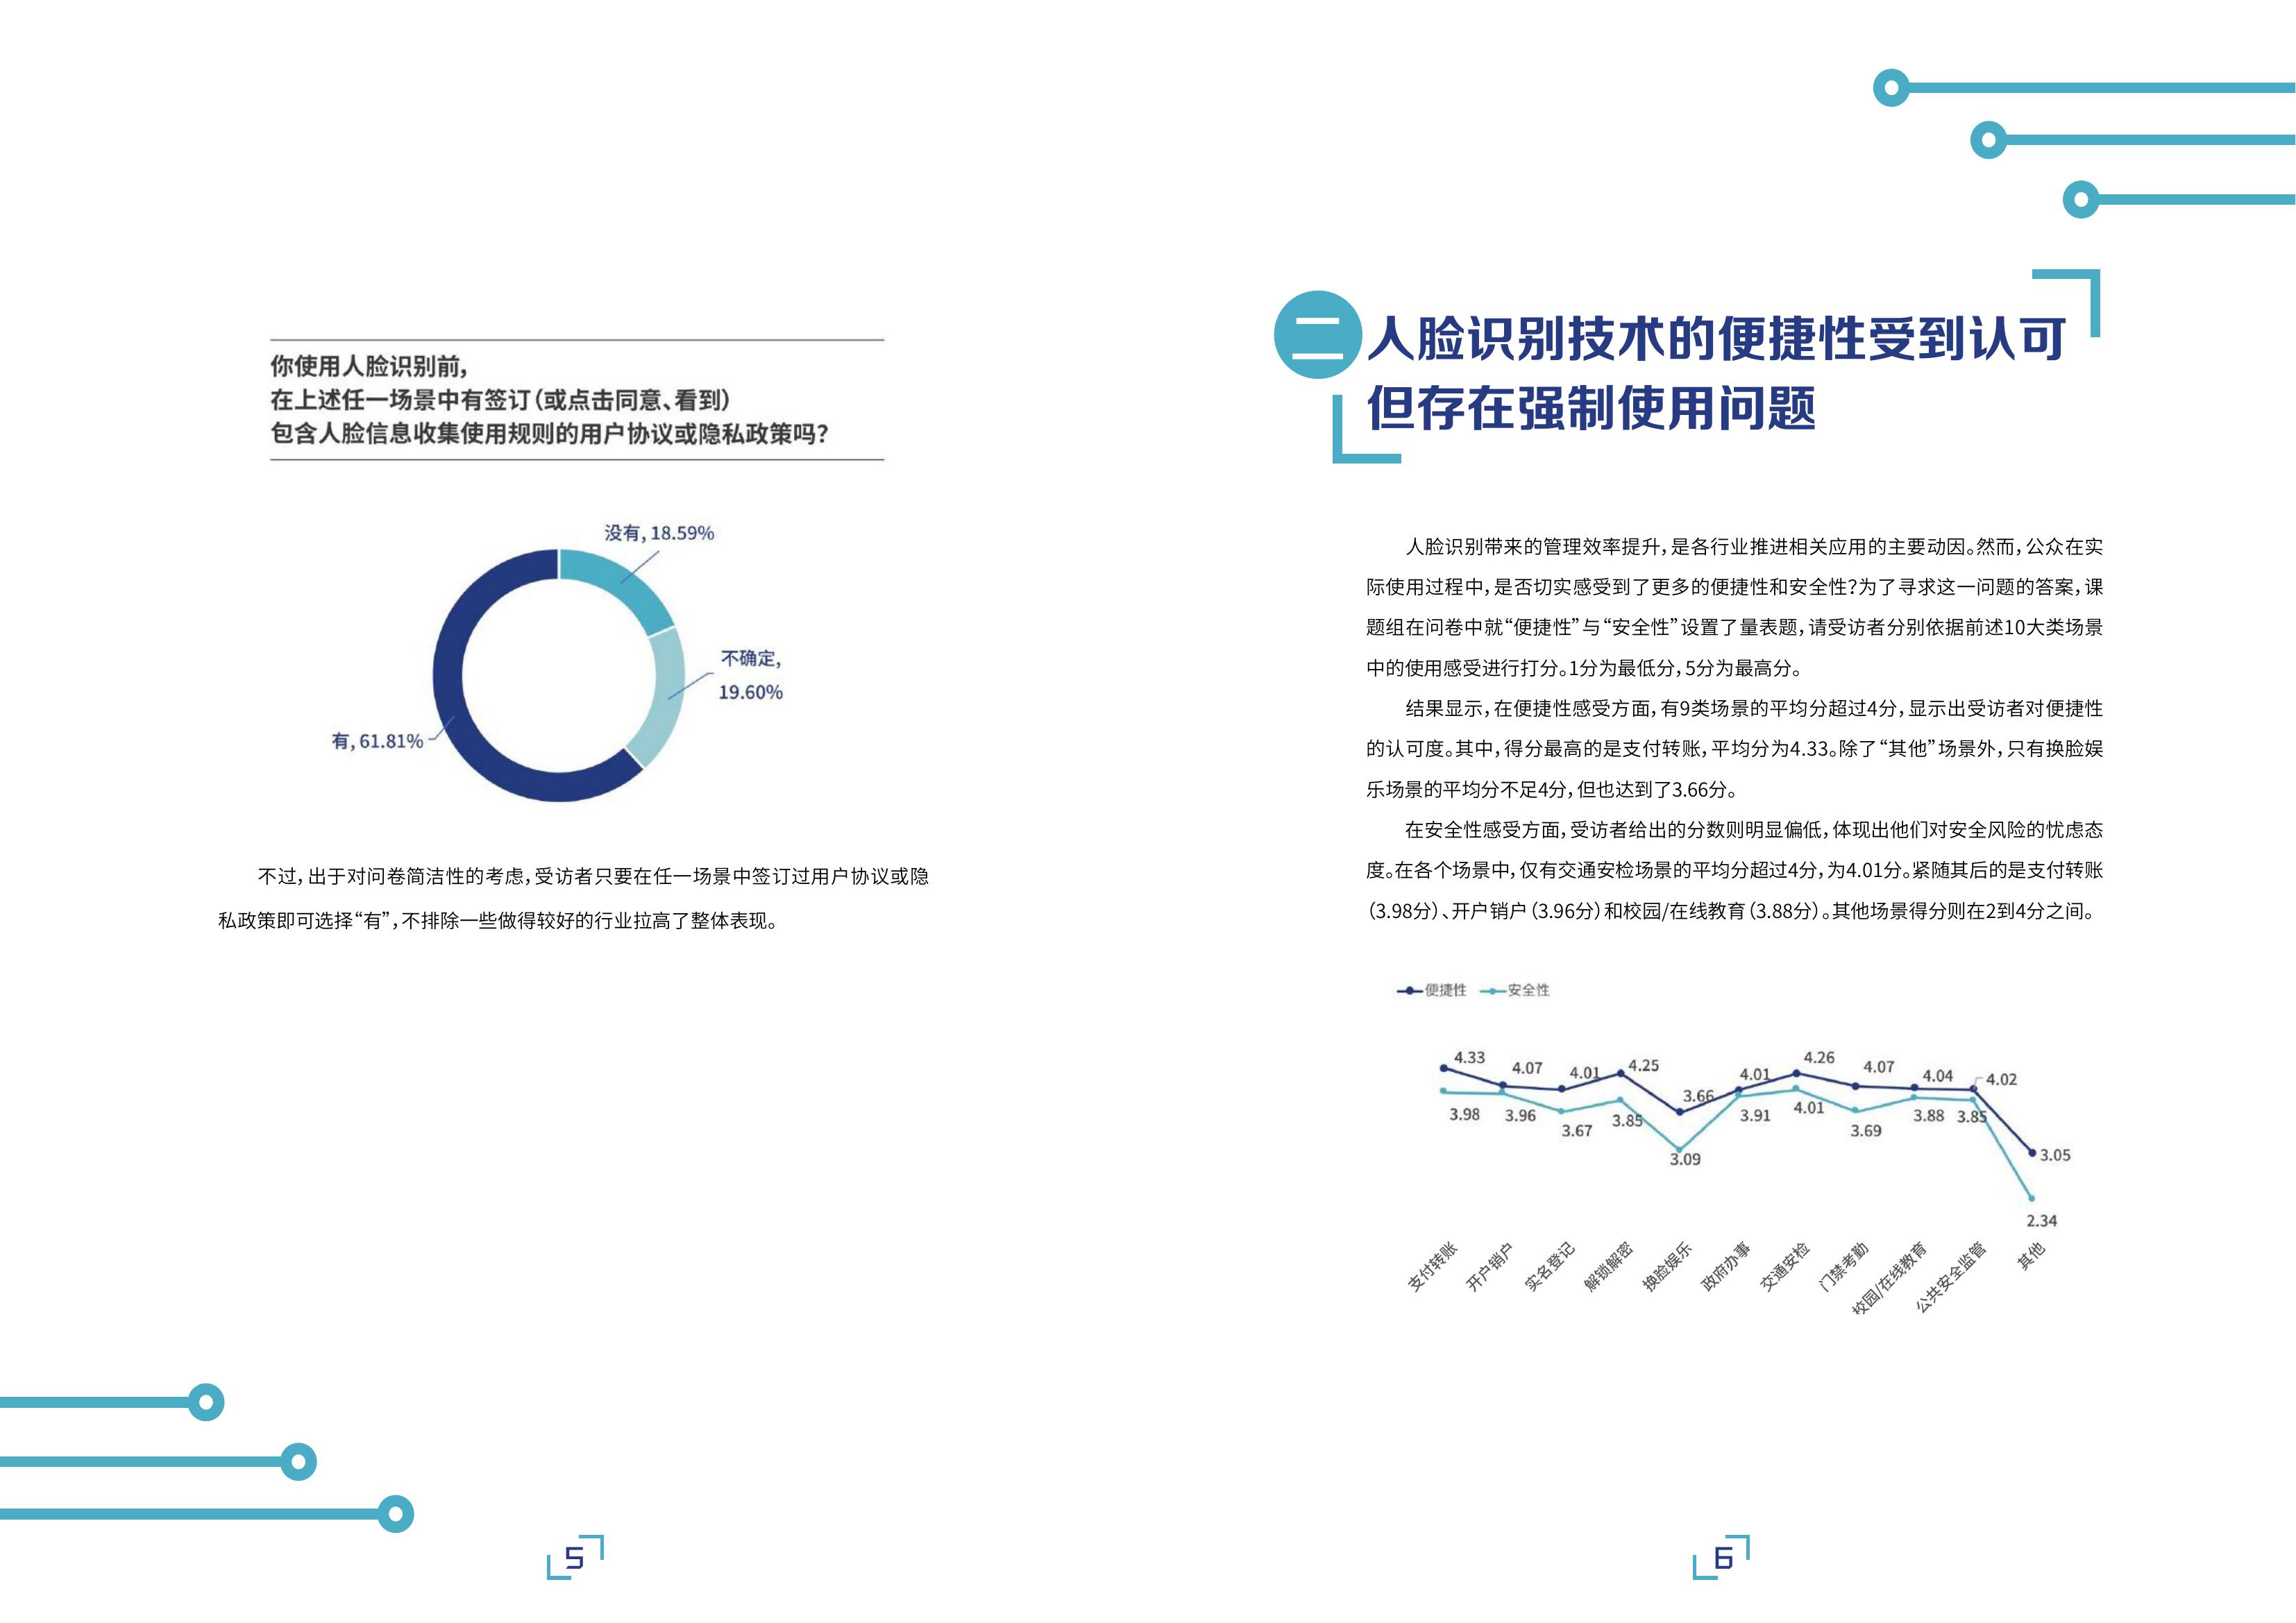 你使用人脸识别前,
在上述任一场景中有签订(或点击同意、看到)
包含人脸信息收集使用规则的用户协议或隐私政策吗?
没有, 18.59%
不确定,
19.60%
有, 61.81%
不过,出于对问卷简洁性的考虑,受访者只要在任一场景中签订过用户协议或隐
私政策即可选择“有”,不排除一些做得较好的行业拉高了整体表现。
5
二
人脸识别技术的便捷性受到认可
但存在强制使用问题
人脸识别带来的管理效率提升,是各行业推进相关应用的主要动因。然而,公众在实
际使用过程中,是否切实感受到了更多的便捷性和安全性?为了寻求这一问题的答案,课
题组在问卷中就“便捷性”与“安全性”设置了量表题,请受访者分别依据前述10大类场景
中的使用感受进行打分。1分为最低分,5分为最高分。
结果显示,在便捷性感受方面,有9类场景的平均分超过4分,显示出受访者对便捷性
的认可度。其中,得分最高的是支付转账,平均分为4.33。除了“其他”场景外,只有换脸娱
乐场景的平均分不足4分,但也达到了3.66分。
在安全性感受方面,受访者给出的分数则明显偏低,体现出他们对安全风险的忧虑态
度。在各个场景中,仅有交通安检场景的平均分超过4分,为4.01分。紧随其后的是支付转账
(3.98分)、开户销户(3.96分)和校园/在线教育(3.88分)。其他场景得分则在2到4分之间。
便捷性 安全性
4.33 4.07 4.01 4.25 3.66 4.01 4.26 4.07 4.04 4.02 3.05
3.98 3.96 3.67 3.85 3.09 3.91 4.01 3.69 3.88 3.85 2.34
支付转账
开户销户
实名登记
解锁解密
换脸娱乐
政府办事
交通安检
门禁考勤
校园/在线教育
公共安全监管
其他
6